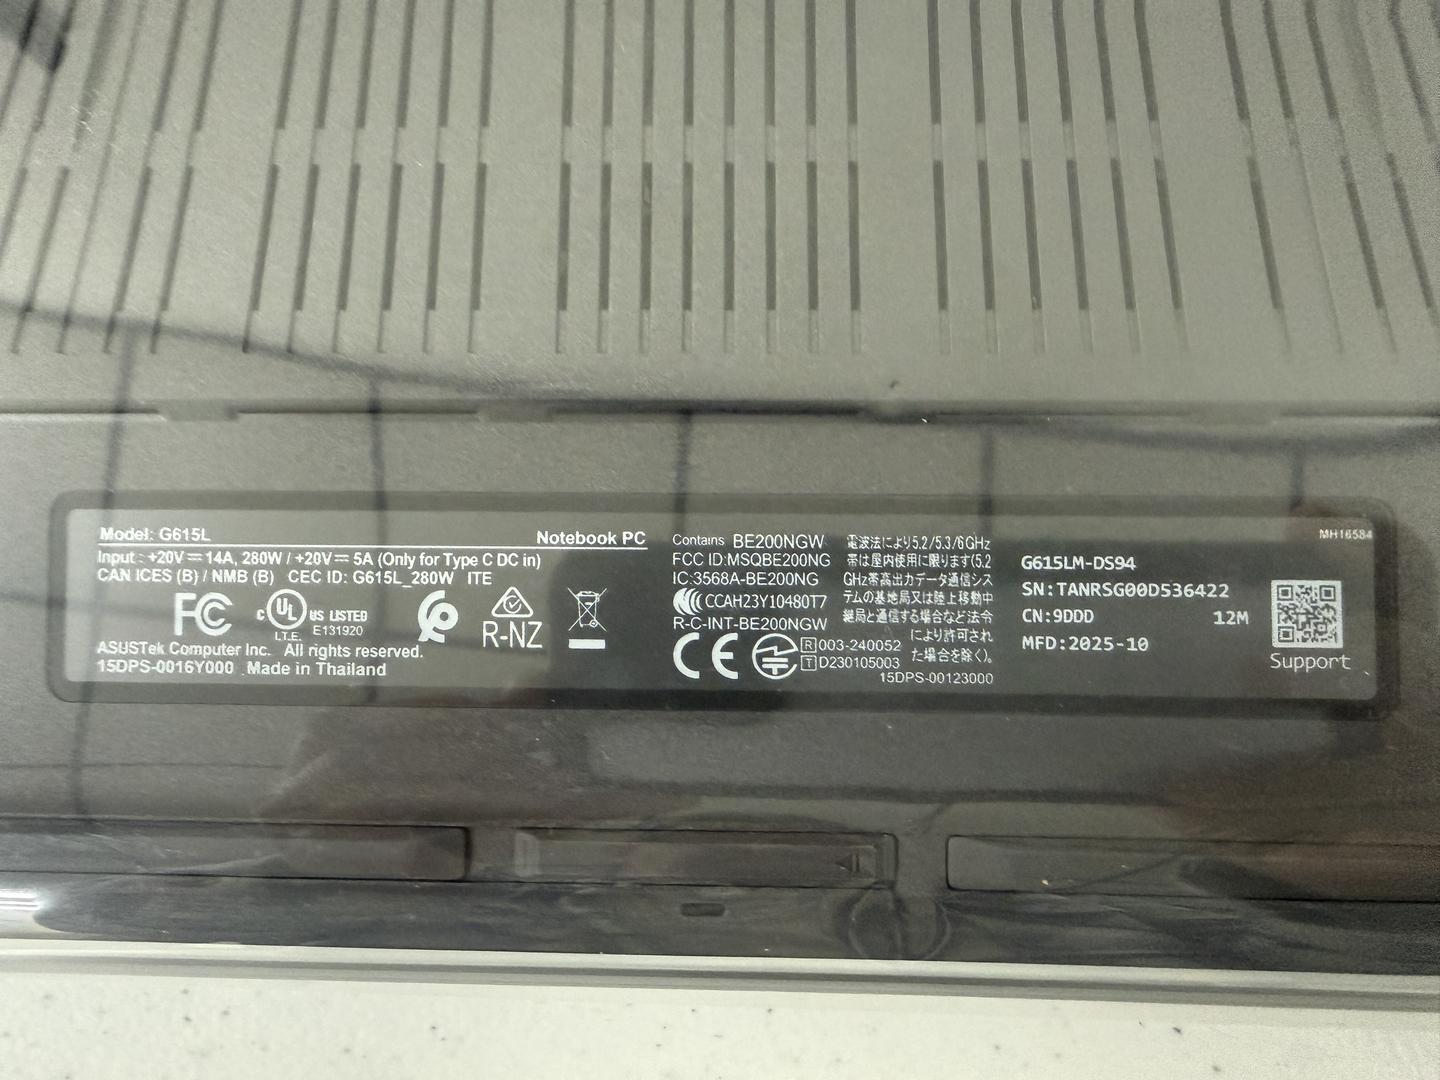 Model: G615L
Notebook PC
Input : +20V⎓14A, 280W / +20V⎓5A (Only for Type C DC in)
CAN ICES (B) / NMB (B) CEC ID: G615L_280W ITE
FC
c UL US LISTED
I.T.E. E131920
R-NZ
ASUSTek Computer Inc. All rights reserved.
15DPS-0016Y000 Made in Thailand
Contains BE200NGW
FCC ID:MSQBE200NG
IC:3568A-BE200NG
CCAH23Y10480T7
R-C-INT-BE200NGW
CE
R 003-240052
T D230105003
電波法により5.2/5.3/6GHz
帯は屋内使用に限ります(5.2
GHz帯高出力データ通信シス
テムの基地局又は陸上移動中
継局と通信する場合など法令
により許可され
た場合を除く)。
15DPS-00123000
MH16584
G615LM-DS94
SN:TANRSG00D536422
CN:9DDD 12M
MFD:2025-10
Support